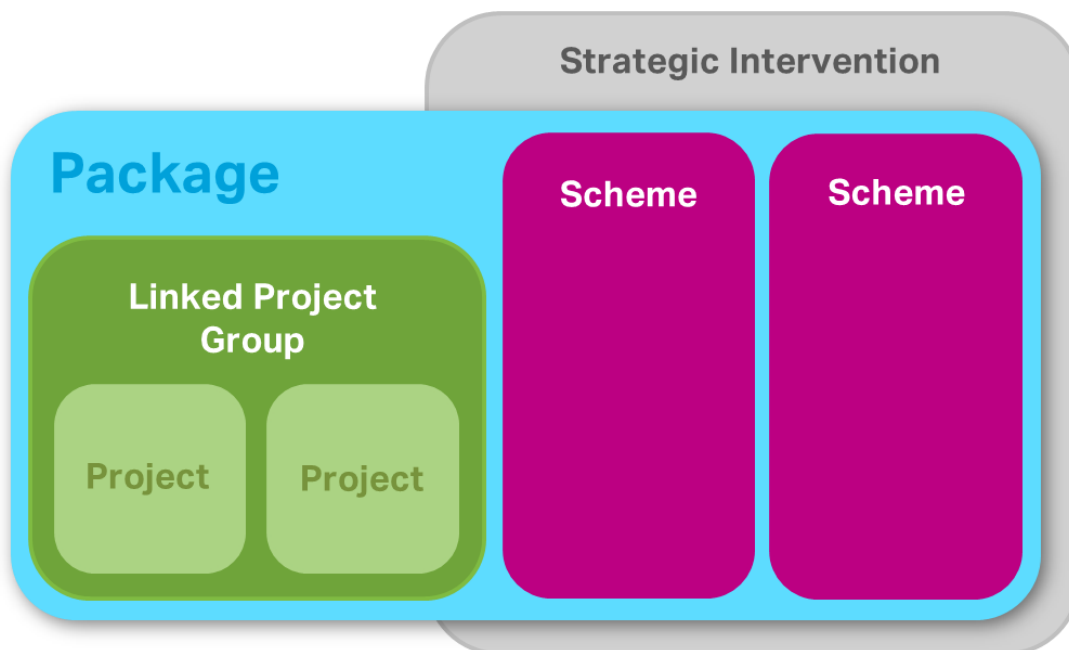 Strategic Intervention
Package
Scheme
Scheme
Linked Project
Group
Project
Project